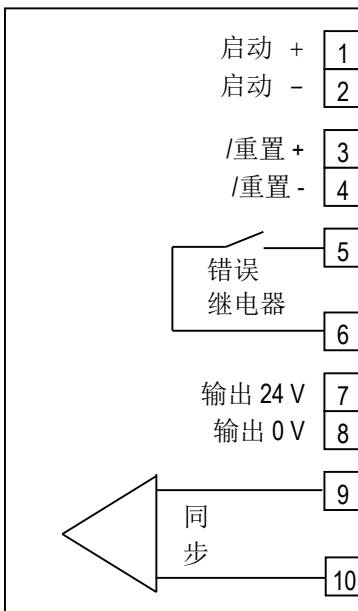 启动 + 1
启动 − 2
/重置 + 3
/重置 - 4
5
错误
继电器
6
输出 24 V 7
输出 0 V 8
9
同
步
10